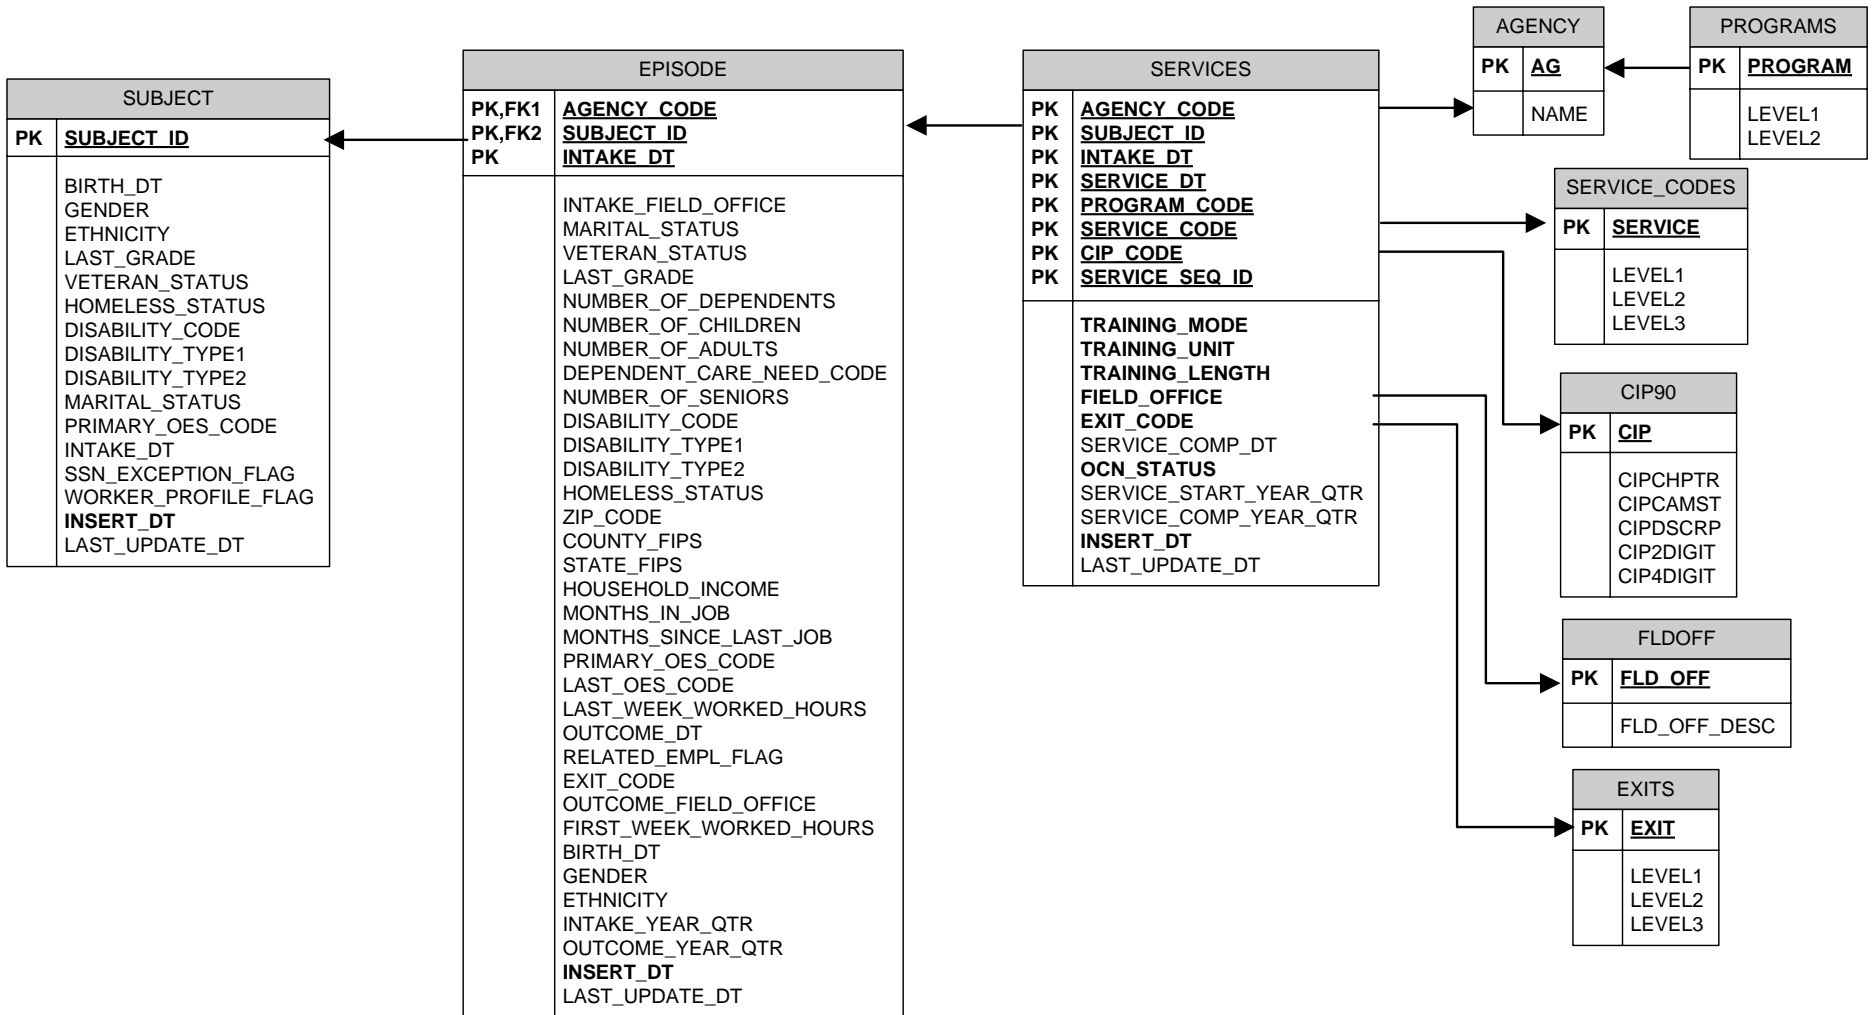 SUBJECT
PK SUBJECT_ID
BIRTH_DT
GENDER
ETHNICITY
LAST_GRADE
VETERAN_STATUS
HOMELESS_STATUS
DISABILITY_CODE
DISABILITY_TYPE1
DISABILITY_TYPE2
MARITAL_STATUS
PRIMARY_OES_CODE
INTAKE_DT
SSN_EXCEPTION_FLAG
WORKER_PROFILE_FLAG
INSERT_DT
LAST_UPDATE_DT
EPISODE
PK,FK1 AGENCY_CODE
PK,FK2 SUBJECT_ID
PK INTAKE_DT
INTAKE_FIELD_OFFICE
MARITAL_STATUS
VETERAN_STATUS
LAST_GRADE
NUMBER_OF_DEPENDENTS
NUMBER_OF_CHILDREN
NUMBER_OF_ADULTS
DEPENDENT_CARE_NEED_CODE
NUMBER_OF_SENIORS
DISABILITY_CODE
DISABILITY_TYPE1
DISABILITY_TYPE2
HOMELESS_STATUS
ZIP_CODE
COUNTY_FIPS
STATE_FIPS
HOUSEHOLD_INCOME
MONTHS_IN_JOB
MONTHS_SINCE_LAST_JOB
PRIMARY_OES_CODE
LAST_OES_CODE
LAST_WEEK_WORKED_HOURS
OUTCOME_DT
RELATED_EMPL_FLAG
EXIT_CODE
OUTCOME_FIELD_OFFICE
FIRST_WEEK_WORKED_HOURS
BIRTH_DT
GENDER
ETHNICITY
INTAKE_YEAR_QTR
OUTCOME_YEAR_QTR
INSERT_DT
LAST_UPDATE_DT
SERVICES
PK AGENCY_CODE
PK SUBJECT_ID
PK INTAKE_DT
PK SERVICE_DT
PK PROGRAM_CODE
PK SERVICE_CODE
PK CIP_CODE
PK SERVICE_SEQ_ID
TRAINING_MODE
TRAINING_UNIT
TRAINING_LENGTH
FIELD_OFFICE
EXIT_CODE
SERVICE_COMP_DT
OCN_STATUS
SERVICE_START_YEAR_QTR
SERVICE_COMP_YEAR_QTR
INSERT_DT
LAST_UPDATE_DT
AGENCY
PK AG
NAME
PROGRAMS
PK PROGRAM
LEVEL1
LEVEL2
SERVICE_CODES
PK SERVICE
LEVEL1
LEVEL2
LEVEL3
CIP90
PK CIP
CIPCHPTR
CIPCAMST
CIPDSCRP
CIP2DIGIT
CIP4DIGIT
FLDOFF
PK FLD_OFF
FLD_OFF_DESC
EXITS
PK EXIT
LEVEL1
LEVEL2
LEVEL3